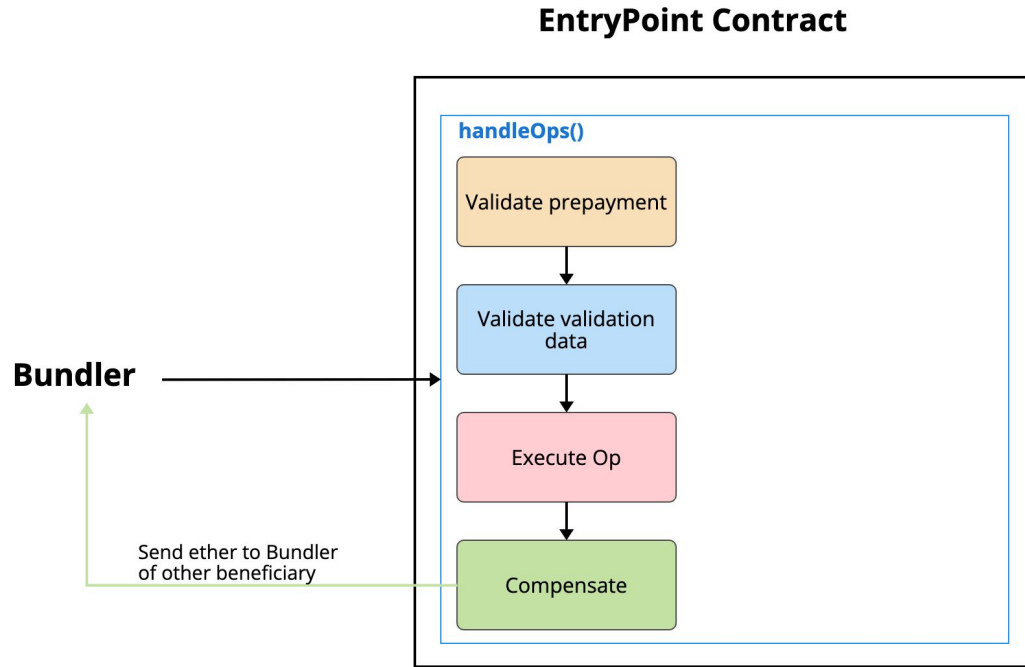 EntryPoint Contract
handleOps()
Validate prepayment
Validate validation
data
Bundler
Execute Op
Send ether to Bundler
of other beneficiary
Compensate